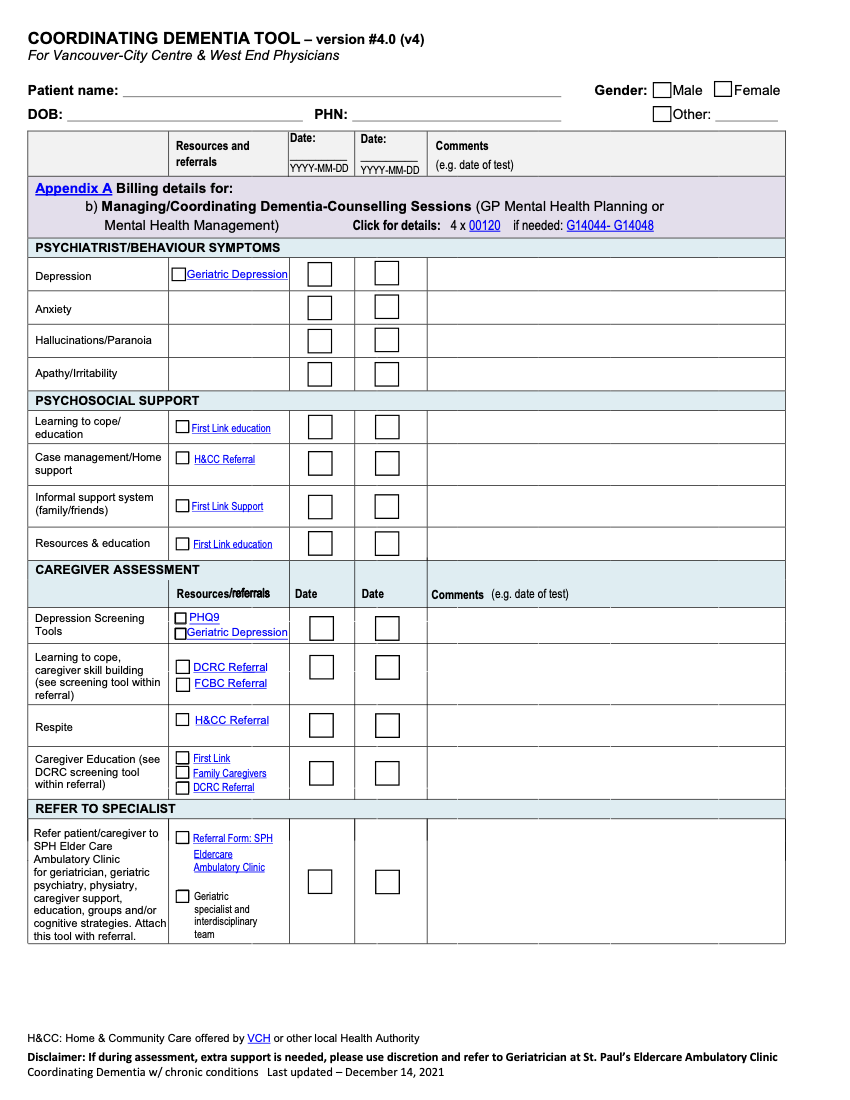 COORDINATING DEMENTIA TOOL – version #4.0 (v4)
For Vancouver-City Centre & West End Physicians
Patient name: Gender: Male Female
DOB: PHN: Other:
Resources and referrals
Date:
YYYY-MM-DD
Date:
YYYY-MM-DD
Comments
(e.g. date of test)
Appendix A Billing details for:
b) Managing/Coordinating Dementia-Counselling Sessions (GP Mental Health Planning or
Mental Health Management) Click for details: 4 x 00120 if needed: G14044- G14048
PSYCHIATRIST/BEHAVIOUR SYMPTOMS
Depression Geriatric Depression
Anxiety
Hallucinations/Paranoia
Apathy/Irritability
PSYCHOSOCIAL SUPPORT
Learning to cope/
education
First Link education
Case management/Home
support
H&CC Referral
Informal support system
(family/friends)
First Link Support
Resources & education First Link education
CAREGIVER ASSESSMENT
Resources/referrals Date Date Comments (e.g. date of test)
Depression Screening
Tools
PHQ9
Geriatric Depression
Learning to cope,
caregiver skill building
(see screening tool within
referral)
DCRC Referral
FCBC Referral
Respite H&CC Referral
Caregiver Education (see
DCRC screening tool
within referral)
First Link
Family Caregivers
DCRC Referral
REFER TO SPECIALIST
Refer patient/caregiver to
SPH Elder Care
Ambulatory Clinic
for geriatrician, geriatric
psychiatry, physiatry,
caregiver support,
education, groups and/or
cognitive strategies. Attach
this tool with referral.
Referral Form: SPH
Eldercare
Ambulatory Clinic
Geriatric
specialist and
interdisciplinary
team
H&CC: Home & Community Care offered by VCH or other local Health Authority
Disclaimer: If during assessment, extra support is needed, please use discretion and refer to Geriatrician at St. Paul's Eldercare Ambulatory Clinic
Coordinating Dementia w/ chronic conditions Last updated – December 14, 2021